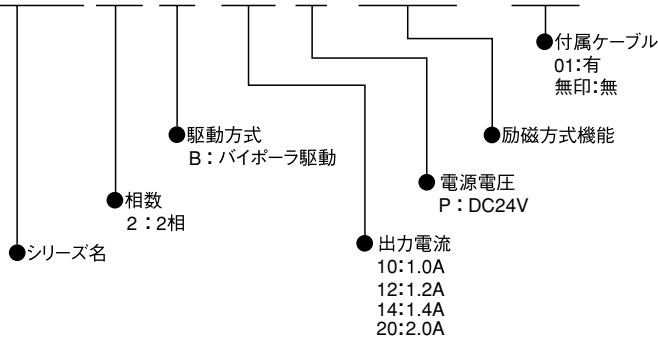 付属ケーブル
01：有
無印：無
駆動方式
B：バイポーラ駆動
励磁方式機能
電源電圧
P：DC24V
相数
2：2相
シリーズ名
出力電流
10：1.0A
12：1.2A
14：1.4A
20：2.0A